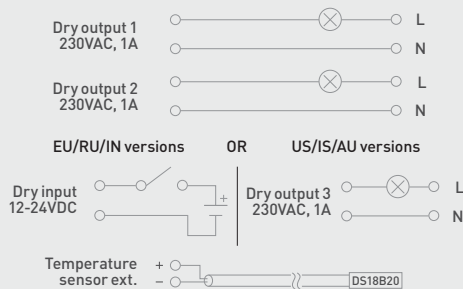 Dry output 1
230VAC, 1A
L
N
Dry output 2
230VAC, 1A
L
N
EU/RU/IN versions OR US/IS/AU versions
Dry input
12-24VDC
+
Dry output 3
230VAC, 1A
L
N
Temperature
sensor ext.
+
–
DS18B20